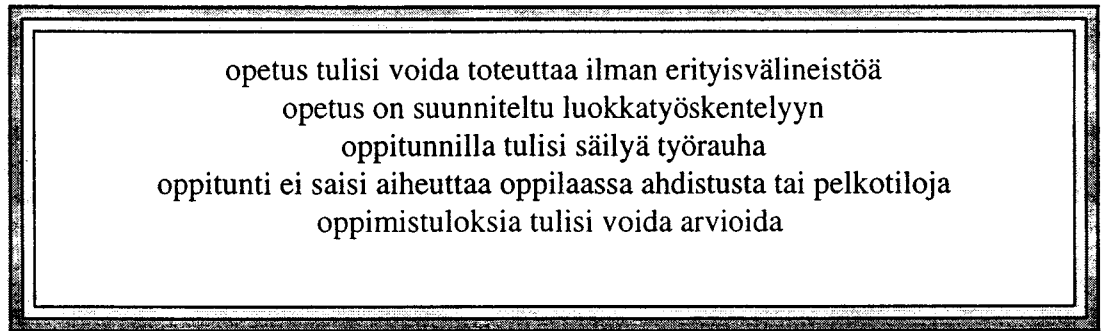 opetus tulisi voida toteuttaa ilman erityisvälineistöä
opetus on suunniteltu luokkatyöskentelyyn
oppitunnilla tulisi säilyä työrauha
oppitunti ei saisi aiheuttaa oppilaassa ahdistusta tai pelkotiloja
oppimistuloksia tulisi voida arvioida